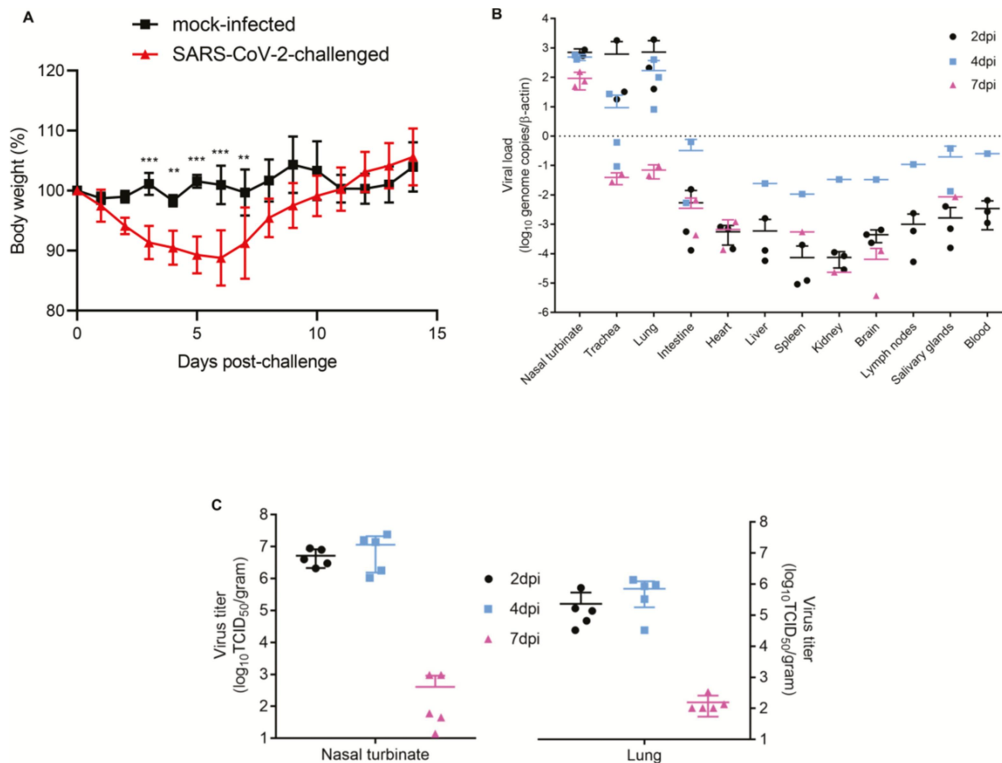 A
mock-infected
SARS-CoV-2-challenged
120
110
100
90
80
Body weight (%)
***
**
***
***
**
0
5
10
15
Days post-challenge
B
2dpi
4dpi
7dpi
4
3
2
1
0
-1
-2
-3
-4
-5
-6
Viral load
(log10 genome copies/β-actin)
Nasal turbinate
Trachea
Lung
Intestine
Heart
Liver
Spleen
Kidney
Brain
Lymph nodes
Salivary glands
Blood
C
8
7
6
5
4
3
2
1
Virus titer
(log10TCID50/gram)
Nasal turbinate
2dpi
4dpi
7dpi
Lung
8
7
6
5
4
3
2
1
Virus titer
(log10TCID50/gram)